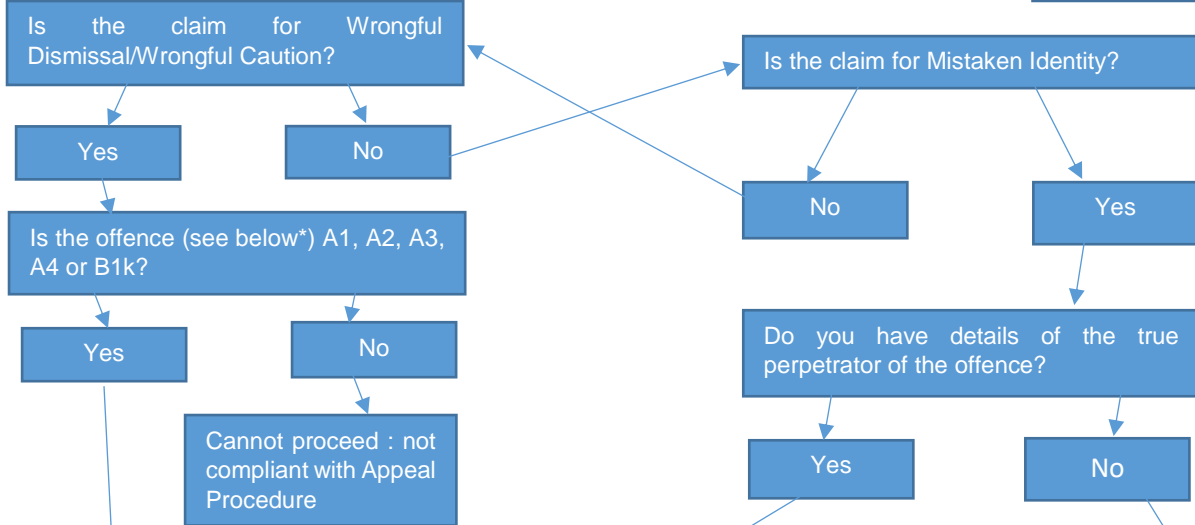 Is the claim for Wrongful
Dismissal/Wrongful Caution?
Is the claim for Mistaken Identity?
Yes
No
No
Yes
Is the offence (see below*) A1, A2, A3,
A4 or B1k?
Do you have details of the true
perpetrator of the offence?
Yes
No
Cannot proceed : not
compliant with Appeal
Procedure
Yes
No